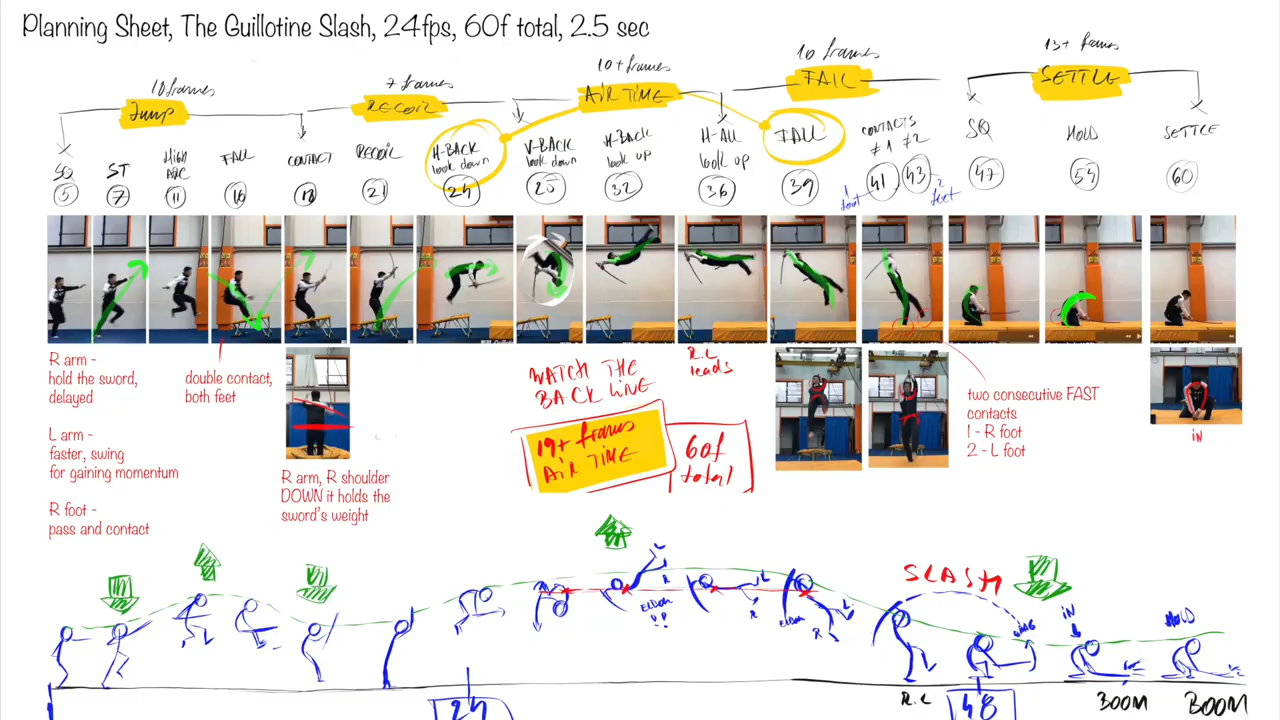 Planning Sheet, The Guillotine Slash, 24fps, 60f total, 2.5 sec
10 frames
7 frames
10+ frames
10 frames
13+ frames
Jump
RECOIL
AIR TIME
FALL
SETTLE
SQ
ST
HIGH ARC
FALL
CONTACT
RECOIL
H-BACK look down
V-BACK look down
H-BACK look up
H-ALL look up
FALL
CONTACTS #1 #2
SQ
HOLD
SETTLE
5
7
11
16
18
21
24
25
32
36
39
41
43
47
54
60
1 foot
2 foot
R arm -
hold the sword,
delayed
L arm -
faster, swing
for gaining momentum
R foot -
pass and contact
double contact,
both feet
R arm, R shoulder
DOWN it holds the
sword's weight
WATCH THE
BACK LINE
19+ frames
AIR TIME
60f
total
R.L
leads
two consecutive FAST
contacts
1 - R foot
2 - L foot
IN
SLASH
L
R
ELBOW
!!
L
R
ELBOW
L
R
IN
HOLD
R.L
BOOM
BOOM
24
48